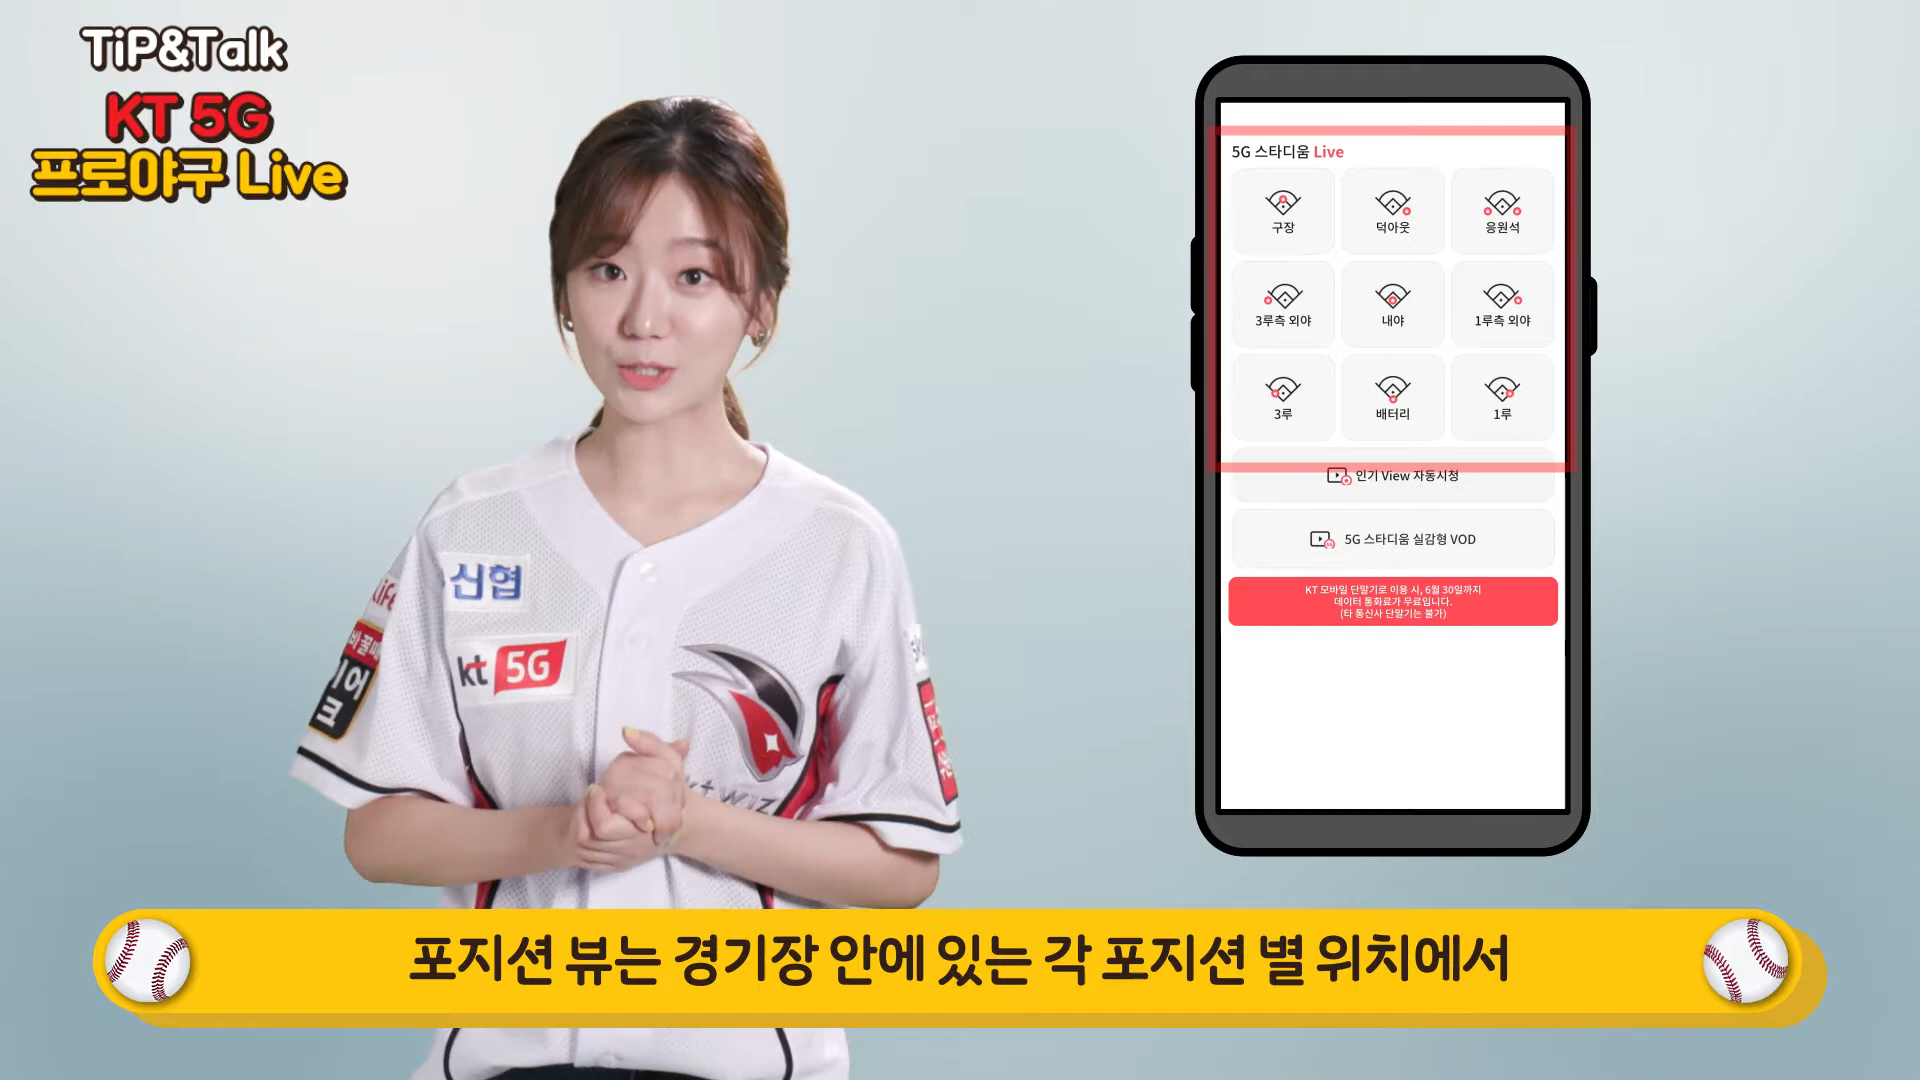 TiP&Talk
KT 5G
프로야구 Live
5G 스타디움 Live
구장
덕아웃
응원석
3루측 외야
내야
1루측 외야
3루
배터리
1루
인기 View 자동시청
5G 스타디움 실감형 VOD
KT 모바일 단말기로 이용 시, 6월 30일까지
데이터 통화료가 무료입니다.
(타 통신사 단말기는 불가)
신협
kt 5G
포지션 뷰는 경기장 안에 있는 각 포지션 별 위치에서